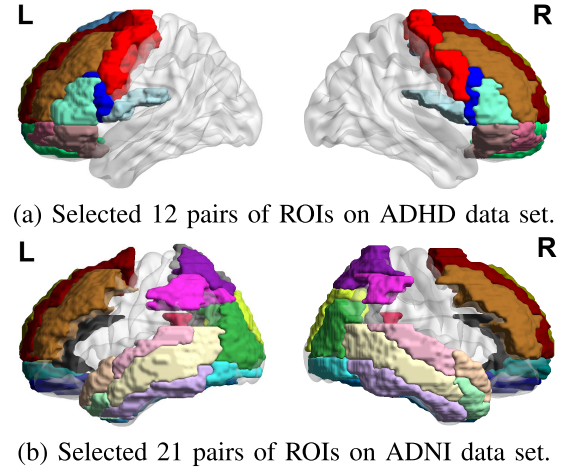 L R
(a) Selected 12 pairs of ROIs on ADHD data set.
L R
(b) Selected 21 pairs of ROIs on ADNI data set.